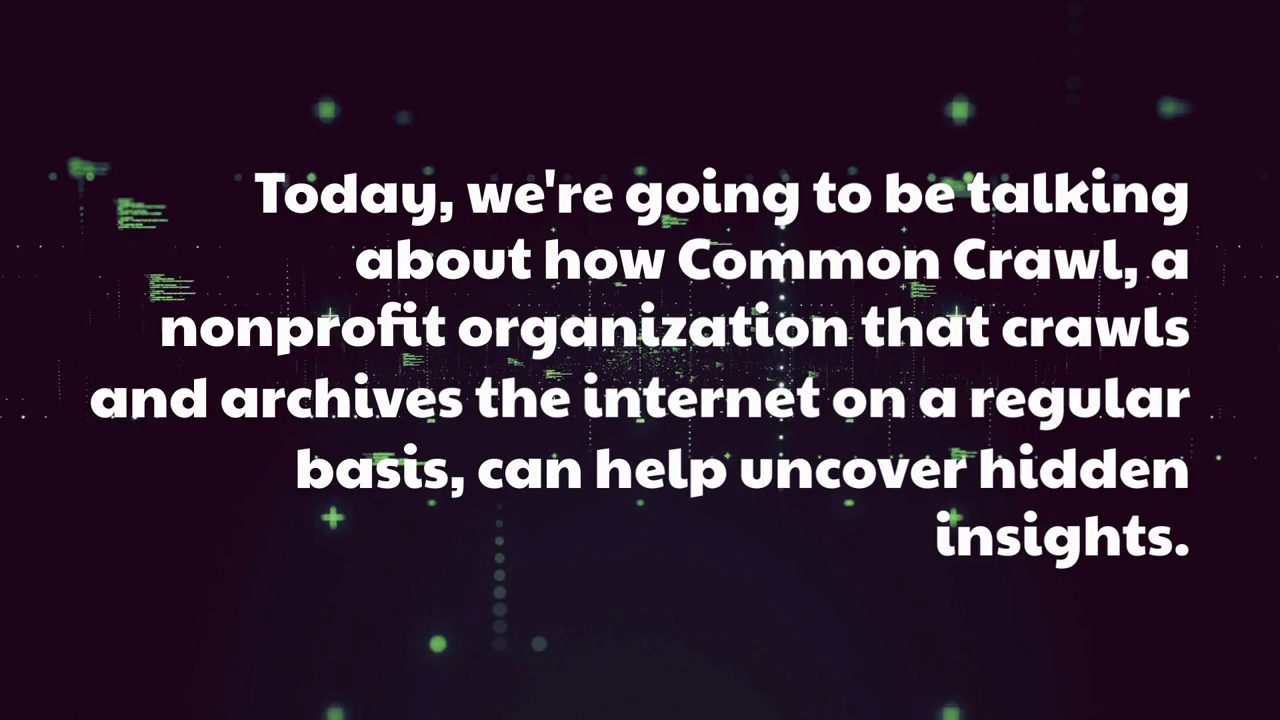 Today, we're going to be talking
about how Common Crawl, a
nonprofit organization that crawls
and archives the internet on a regular
basis, can help uncover hidden
insights.